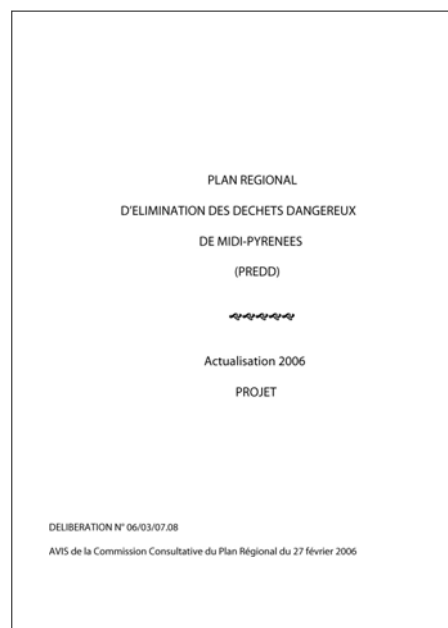 PLAN REGIONAL
D'ELIMINATION DES DECHETS DANGEREUX
DE MIDI-PYRENEES
(PREDD)
Actualisation 2006
PROJET
DELIBERATION N° 06/03/07.08
AVIS de la Commission Consultative du Plan Régional du 27 février 2006